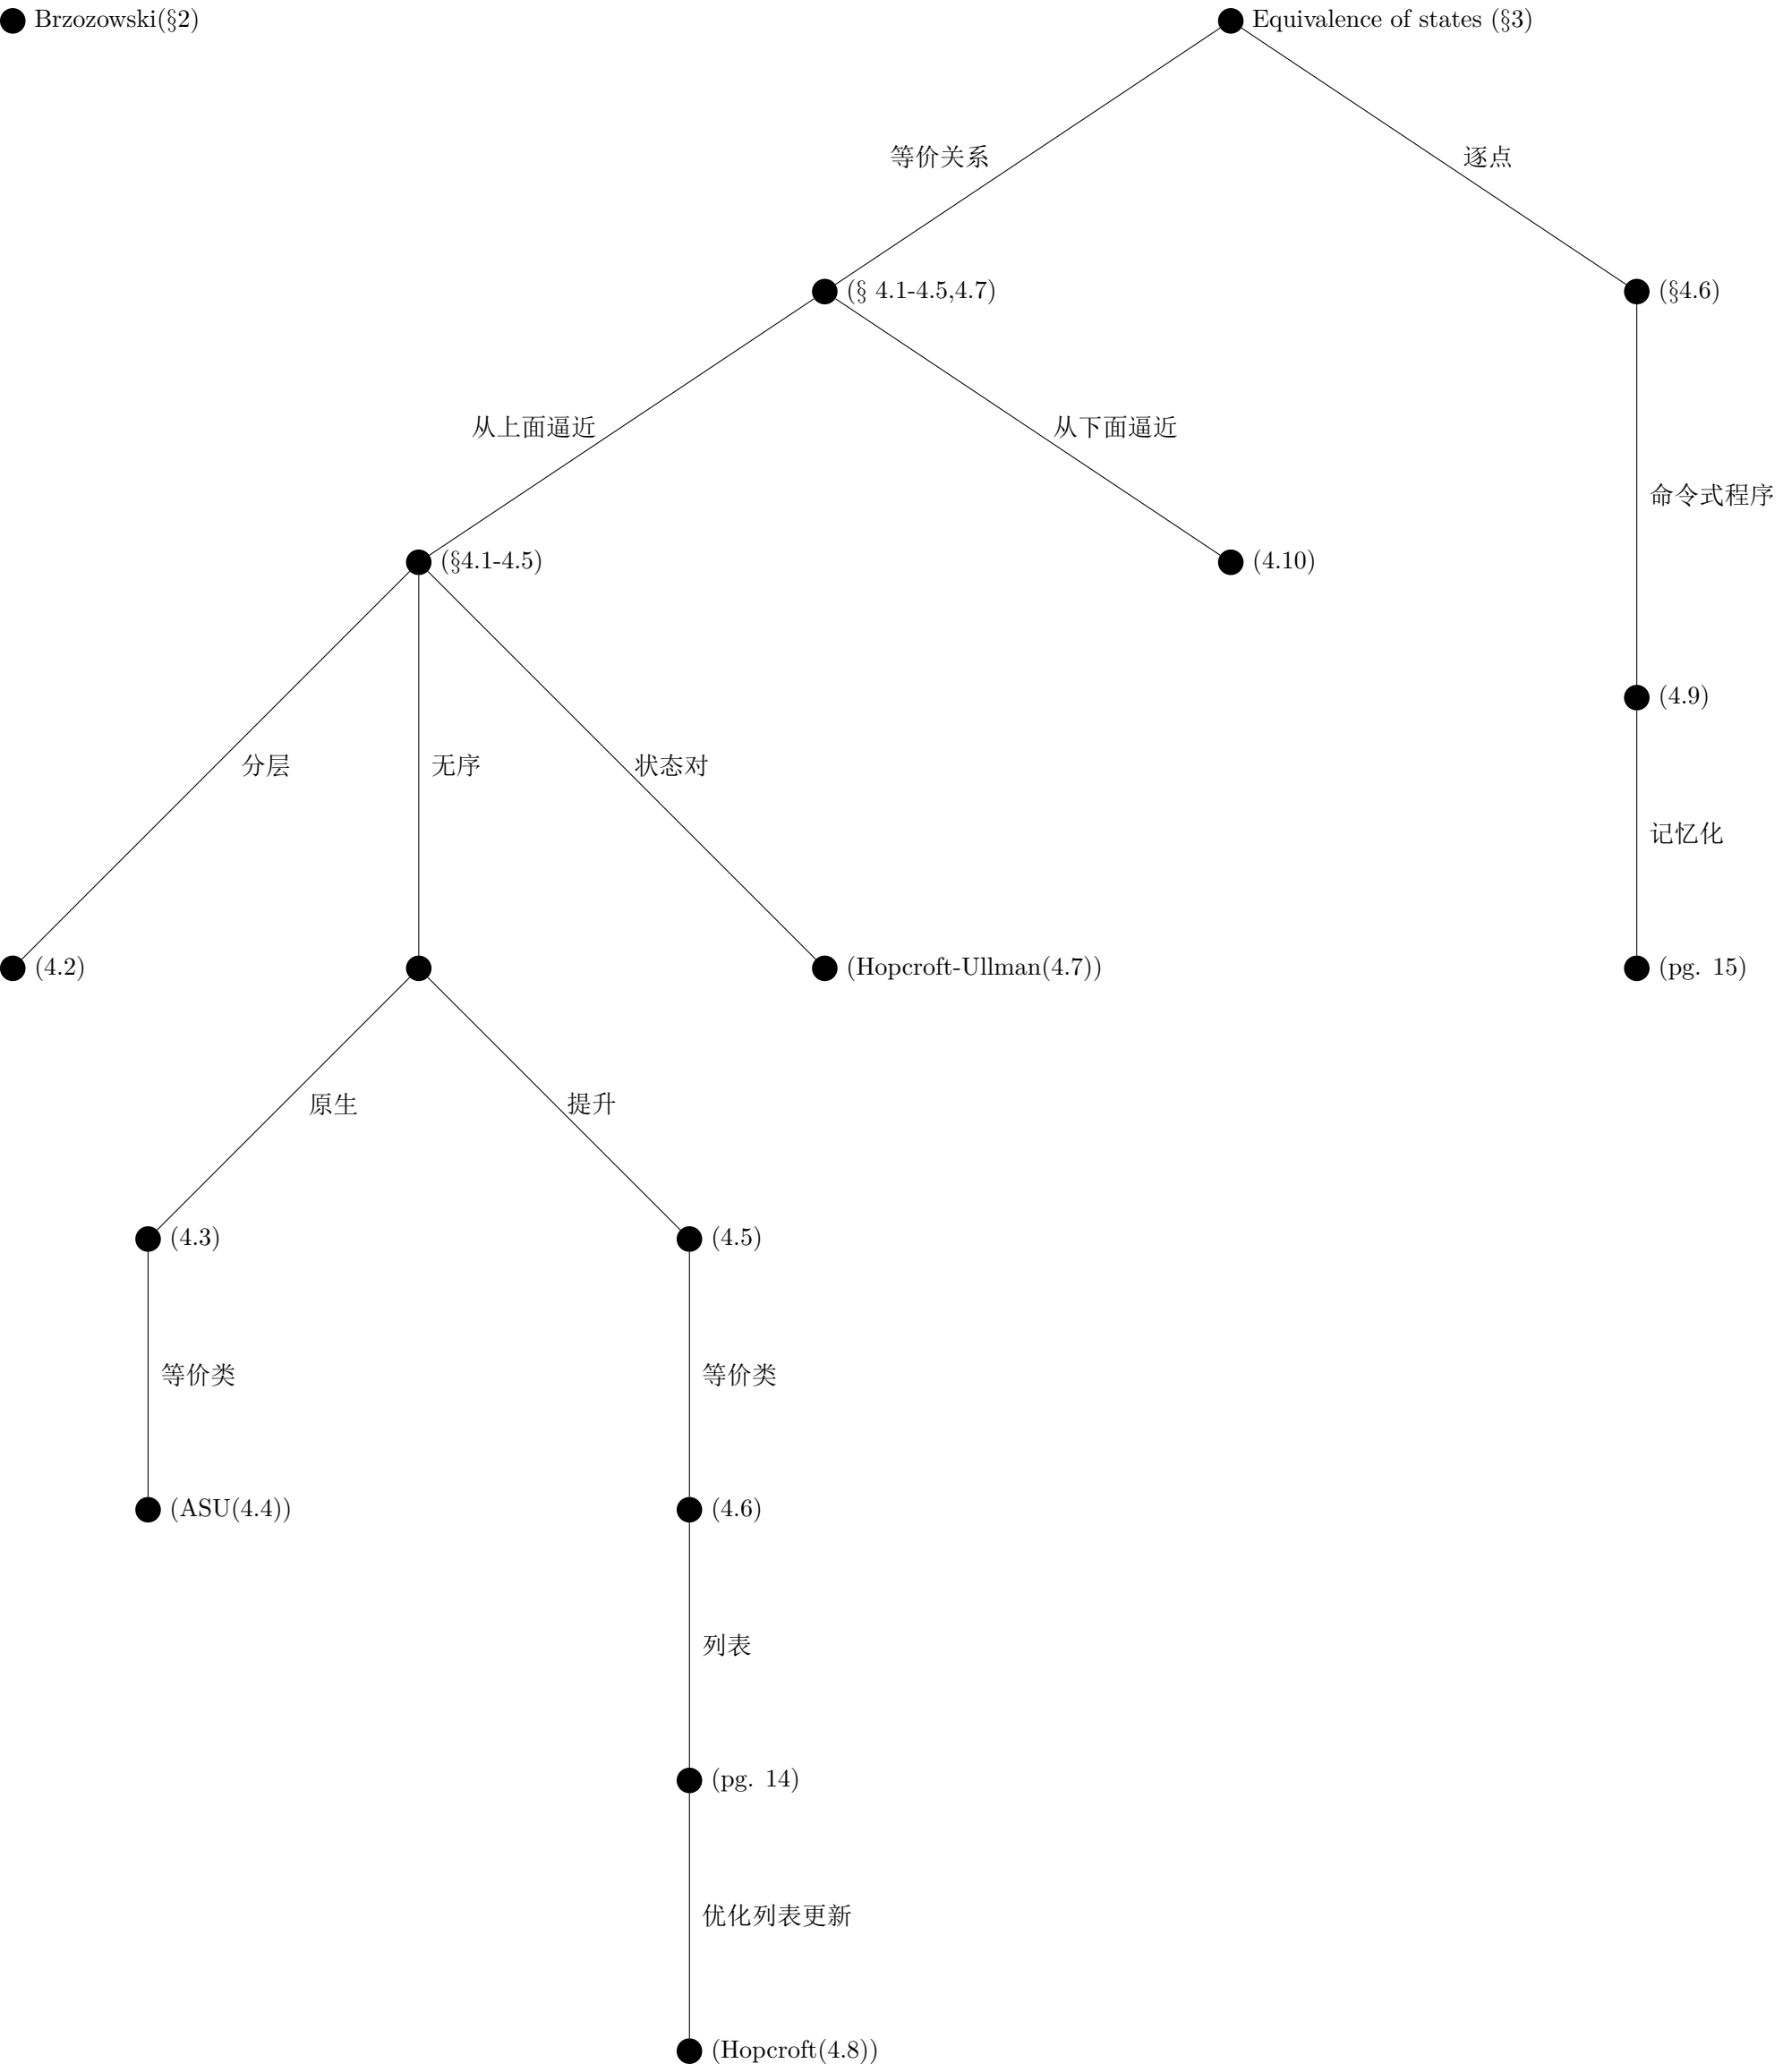 Brzozowski(§2)
Equivalence of states (§3)
等价关系
逐点
(§ 4.1-4.5,4.7)
(§4.6)
从上面逼近
从下面逼近
命令式程序
(§4.1-4.5)
(4.10)
(4.9)
分层
无序
状态对
记忆化
(4.2)
(Hopcroft-Ullman(4.7))
(pg. 15)
原生
提升
(4.3)
(4.5)
等价类
等价类
(ASU(4.4))
(4.6)
列表
(pg. 14)
优化列表更新
(Hopcroft(4.8))